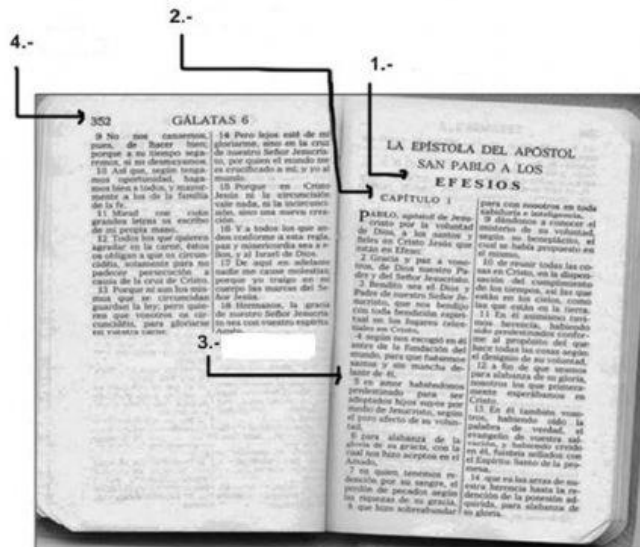 2.-
4.-
1.-
352 GÁLATAS 6
9 No nos cansemos,
pues, de hacer bien;
porque a su tiempo sega-
remos, si no desmayamos.
10 Así que, según tenga-
mos oportunidad, haga-
mos bien a todos, y mayor-
mente a los de la familia
de la fe.
11 Mirad con cuán
grandes letras os escribo
de mi propia mano.
12 Todos los que quieren
agradar en la carne, éstos
os obligan a que os circun-
cidéis, solamente para no
padecer persecución a
causa de la cruz de Cristo.
13 Porque ni aun los mis-
mos que se circuncidan
guardan la ley; pero quie-
ren que vosotros os cir-
cuncidéis, para gloriarse
en vuestra carne.
14 Pero lejos esté de mí
gloriarme, sino en la cruz
de nuestro Señor Jesucris-
to, por quien el mundo me
es crucificado a mí, y yo al
mundo.
15 Porque en Cristo
Jesús ni la circuncisión
vale nada, ni la incircunci-
sión, sino una nueva crea-
ción.
16 Y a todos los que an-
den conforme a esta regla,
paz y misericordia sea a e-
llos, y al Israel de Dios.
17 De aquí en adelante
nadie me cause molestias;
porque yo traigo en mi
cuerpo las marcas del Se-
ñor Jesús.
18 Hermanos, la gracia
de nuestro Señor Jesucris-
to sea con vuestro espíritu.
Amén.
3.-
LA EPÍSTOLA DEL APÓSTOL
SAN PABLO A LOS
EFESIOS
CAPÍTULO 1
PABLO, apóstol de Jesu-
cristo por la voluntad
de Dios, a los santos y
fieles en Cristo Jesús que
están en Efeso:
2 Gracia y paz a voso-
tros, de Dios nuestro Pa-
dre y del Señor Jesucristo.
3 Bendito sea el Dios y
Padre de nuestro Señor Je-
sucristo, que nos bendijo
con toda bendición espiri-
tual en los lugares celes-
tiales en Cristo,
4 según nos escogió en él
antes de la fundación del
mundo, para que fuésemos
santos y sin mancha de-
lante de él,
5 en amor habiéndonos
predestinado para ser
adoptados hijos suyos por
medio de Jesucristo, según
el puro afecto de su volun-
tad,
6 para alabanza de la
gloria de su gracia, con la
cual nos hizo aceptos en el
Amado,
7 en quien tenemos re-
dención por su sangre, el
perdón de pecados según
las riquezas de su gracia,
8 que hizo sobreabundar
para con nosotros en toda
sabiduría e inteligencia,
9 dándonos a conocer el
misterio de su voluntad,
según su beneplácito, el
cual se había propuesto en
sí mismo,
10 de reunir todas las co-
sas en Cristo, en la dispen-
sación del cumplimiento
de los tiempos, así las que
están en los cielos, como
las que están en la tierra.
11 En él asimismo tuvi-
mos herencia, habiendo
sido predestinados confor-
me al propósito del que
hace todas las cosas según
el designio de su voluntad,
12 a fin de que seamos
para alabanza de su gloria,
nosotros los que primera-
mente esperábamos en
Cristo.
13 En él también voso-
tros, habiendo oído la
palabra de verdad, el
evangelio de vuestra sal-
vación, y habiendo creído
en él, fuisteis sellados con
el Espíritu Santo de la pro-
mesa,
14 que es las arras de nu-
estra herencia hasta la re-
dención de la posesión ad-
quirida, para alabanza de
su gloria.